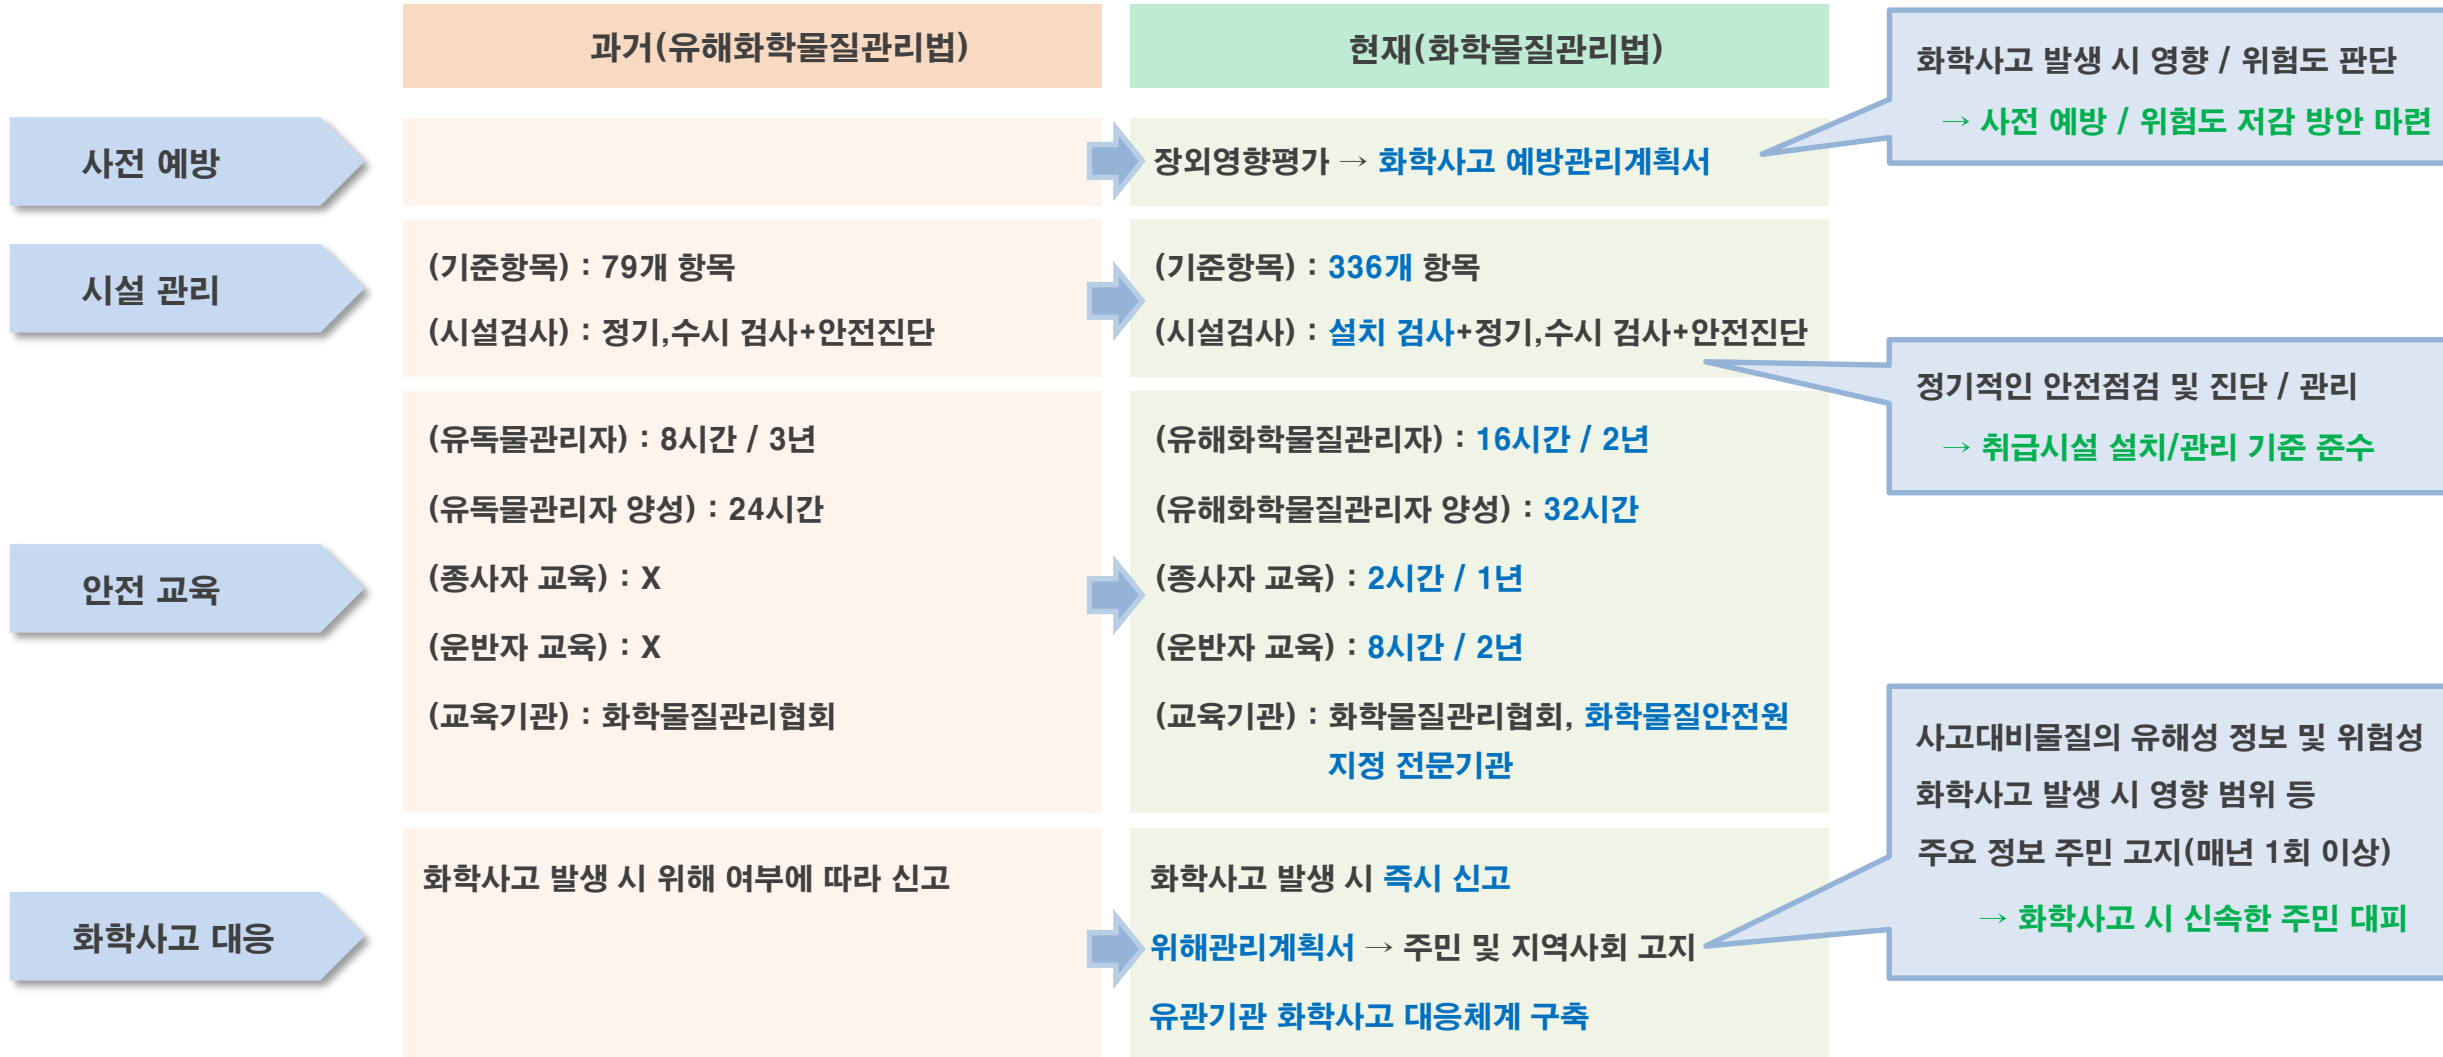 과거(유해화학물질관리법)
현재(화학물질관리법)
화학사고 발생 시 영향 / 위험도 판단
→ 사전 예방 / 위험도 저감 방안 마련
사전 예방
장외영향평가 → 화학사고 예방관리계획서
시설 관리
(기준항목) : 79개 항목
(시설검사) : 정기,수시 검사+안전진단
(기준항목) : 336개 항목
(시설검사) : 설치 검사+정기,수시 검사+안전진단
정기적인 안전점검 및 진단 / 관리
→ 취급시설 설치/관리 기준 준수
안전 교육
(유독물관리자) : 8시간 / 3년
(유독물관리자 양성) : 24시간
(종사자 교육) : X
(운반자 교육) : X
(교육기관) : 화학물질관리협회
(유해화학물질관리자) : 16시간 / 2년
(유해화학물질관리자 양성) : 32시간
(종사자 교육) : 2시간 / 1년
(운반자 교육) : 8시간 / 2년
(교육기관) : 화학물질관리협회, 화학물질안전원
지정 전문기관
화학사고 대응
화학사고 발생 시 위해 여부에 따라 신고
화학사고 발생 시 즉시 신고
위해관리계획서 → 주민 및 지역사회 고지
유관기관 화학사고 대응체계 구축
사고대비물질의 유해성 정보 및 위험성
화학사고 발생 시 영향 범위 등
주요 정보 주민 고지(매년 1회 이상)
→ 화학사고 시 신속한 주민 대피